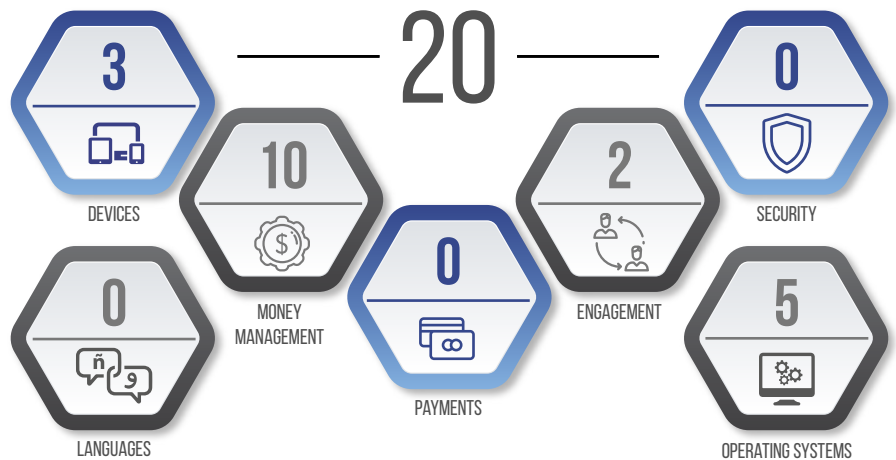 20
3
DEVICES
0
SECURITY
10
$
MONEY
MANAGEMENT
2
ENGAGEMENT
0
PAYMENTS
0
ñ
و
LANGUAGES
5
OPERATING SYSTEMS